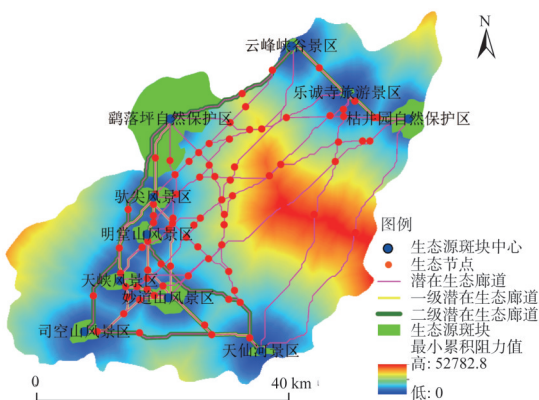 N
云峰峡谷景区
乐诚寺旅游景区
鹞落坪自然保护区
枯井园自然保护区
驮尖风景区
明堂山风景区
天峡风景区
妙道山风景区
司空山风景区
天仙河景区
图例
生态源斑块中心
生态节点
潜在生态廊道
一级潜在生态廊道
二级潜在生态廊道
生态源斑块
最小累积阻力值
高: 52782.8
低: 0
0
40 km